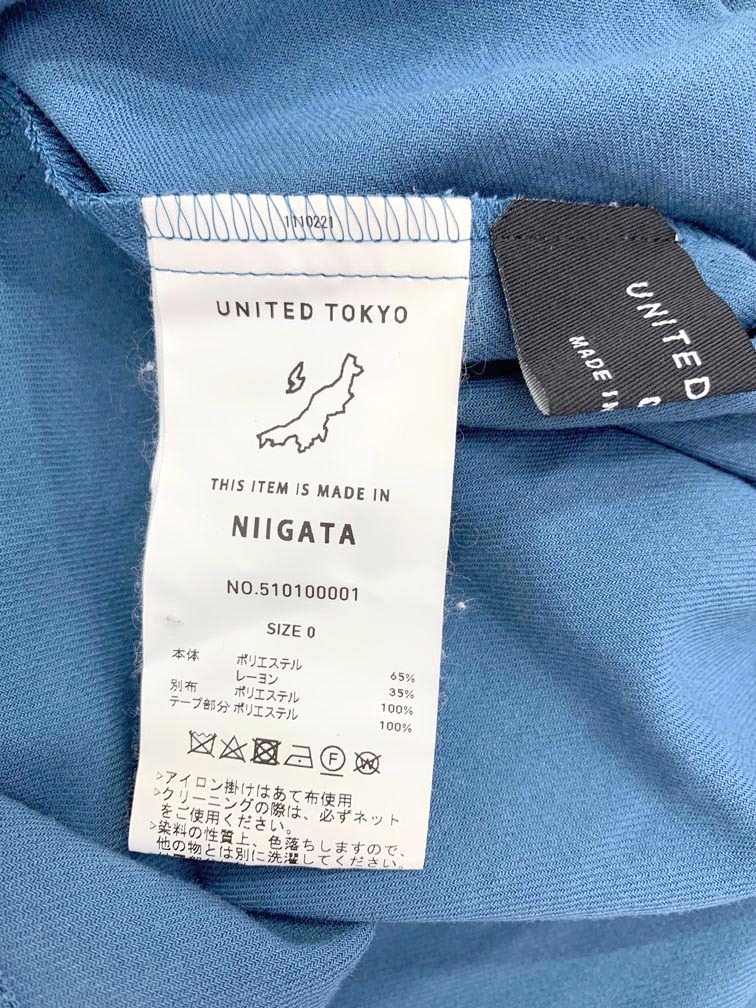 1110221
UNITED TOKYO
THIS ITEM IS MADE IN
NIIGATA
NO.510100001
SIZE 0
本体 ポリエステル 65%
レーヨン 35%
別布 ポリエステル 100%
テープ部分 ポリエステル 100%
F W
▷アイロン掛けはあて布使用
▷クリーニングの際は、必ずネット
をご使用ください。
▷染料の性質上、色落ちしますので、
他の物とは別に洗濯してください。
UNITED
MADE IN